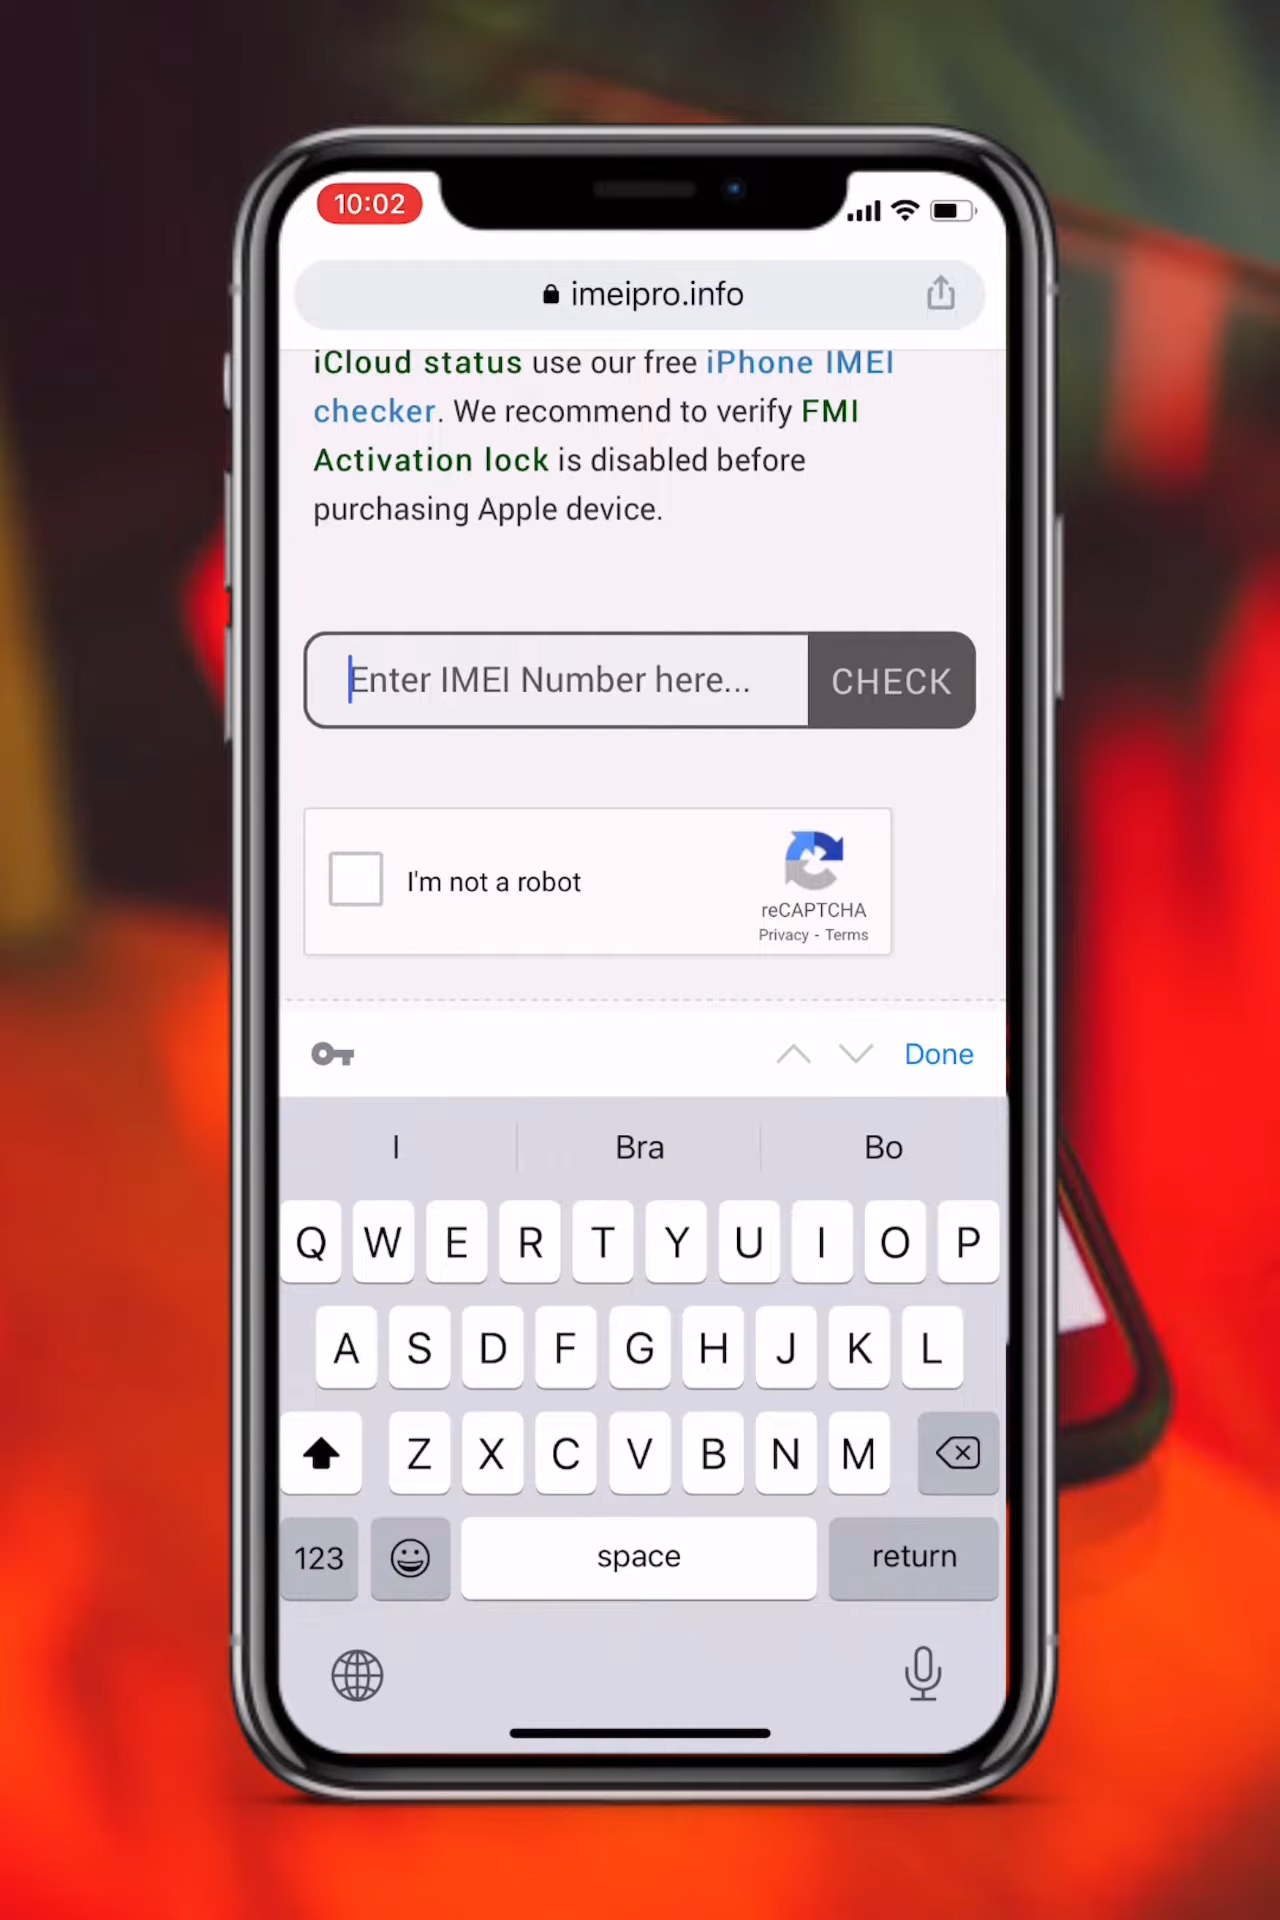 10:02
imeipro.info
iCloud status use our free iPhone IMEI
checker. We recommend to verify FMI
Activation lock is disabled before
purchasing Apple device.
Enter IMEI Number here...
CHECK
I'm not a robot
reCAPTCHA
Privacy - Terms
Done
I Bra Bo
Q W E R T Y U I O P
A S D F G H J K L
Z X C V B N M
123 space return